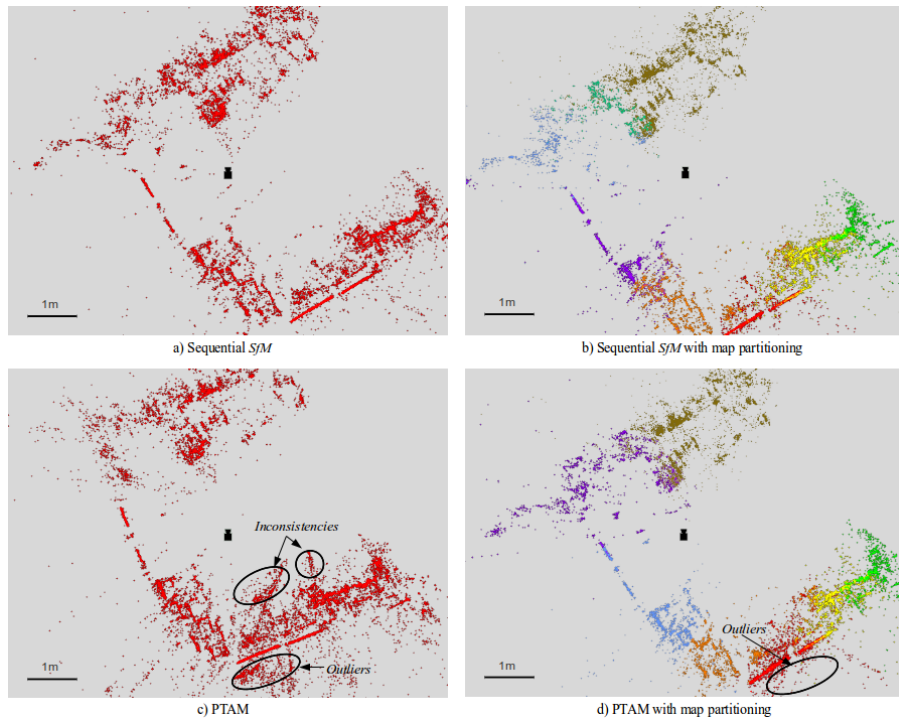 1m
1m
a) Sequential SfM
b) Sequential SfM with map partitioning
Inconsistencies
Outliers
Outliers
1m
1m
c) PTAM
d) PTAM with map partitioning